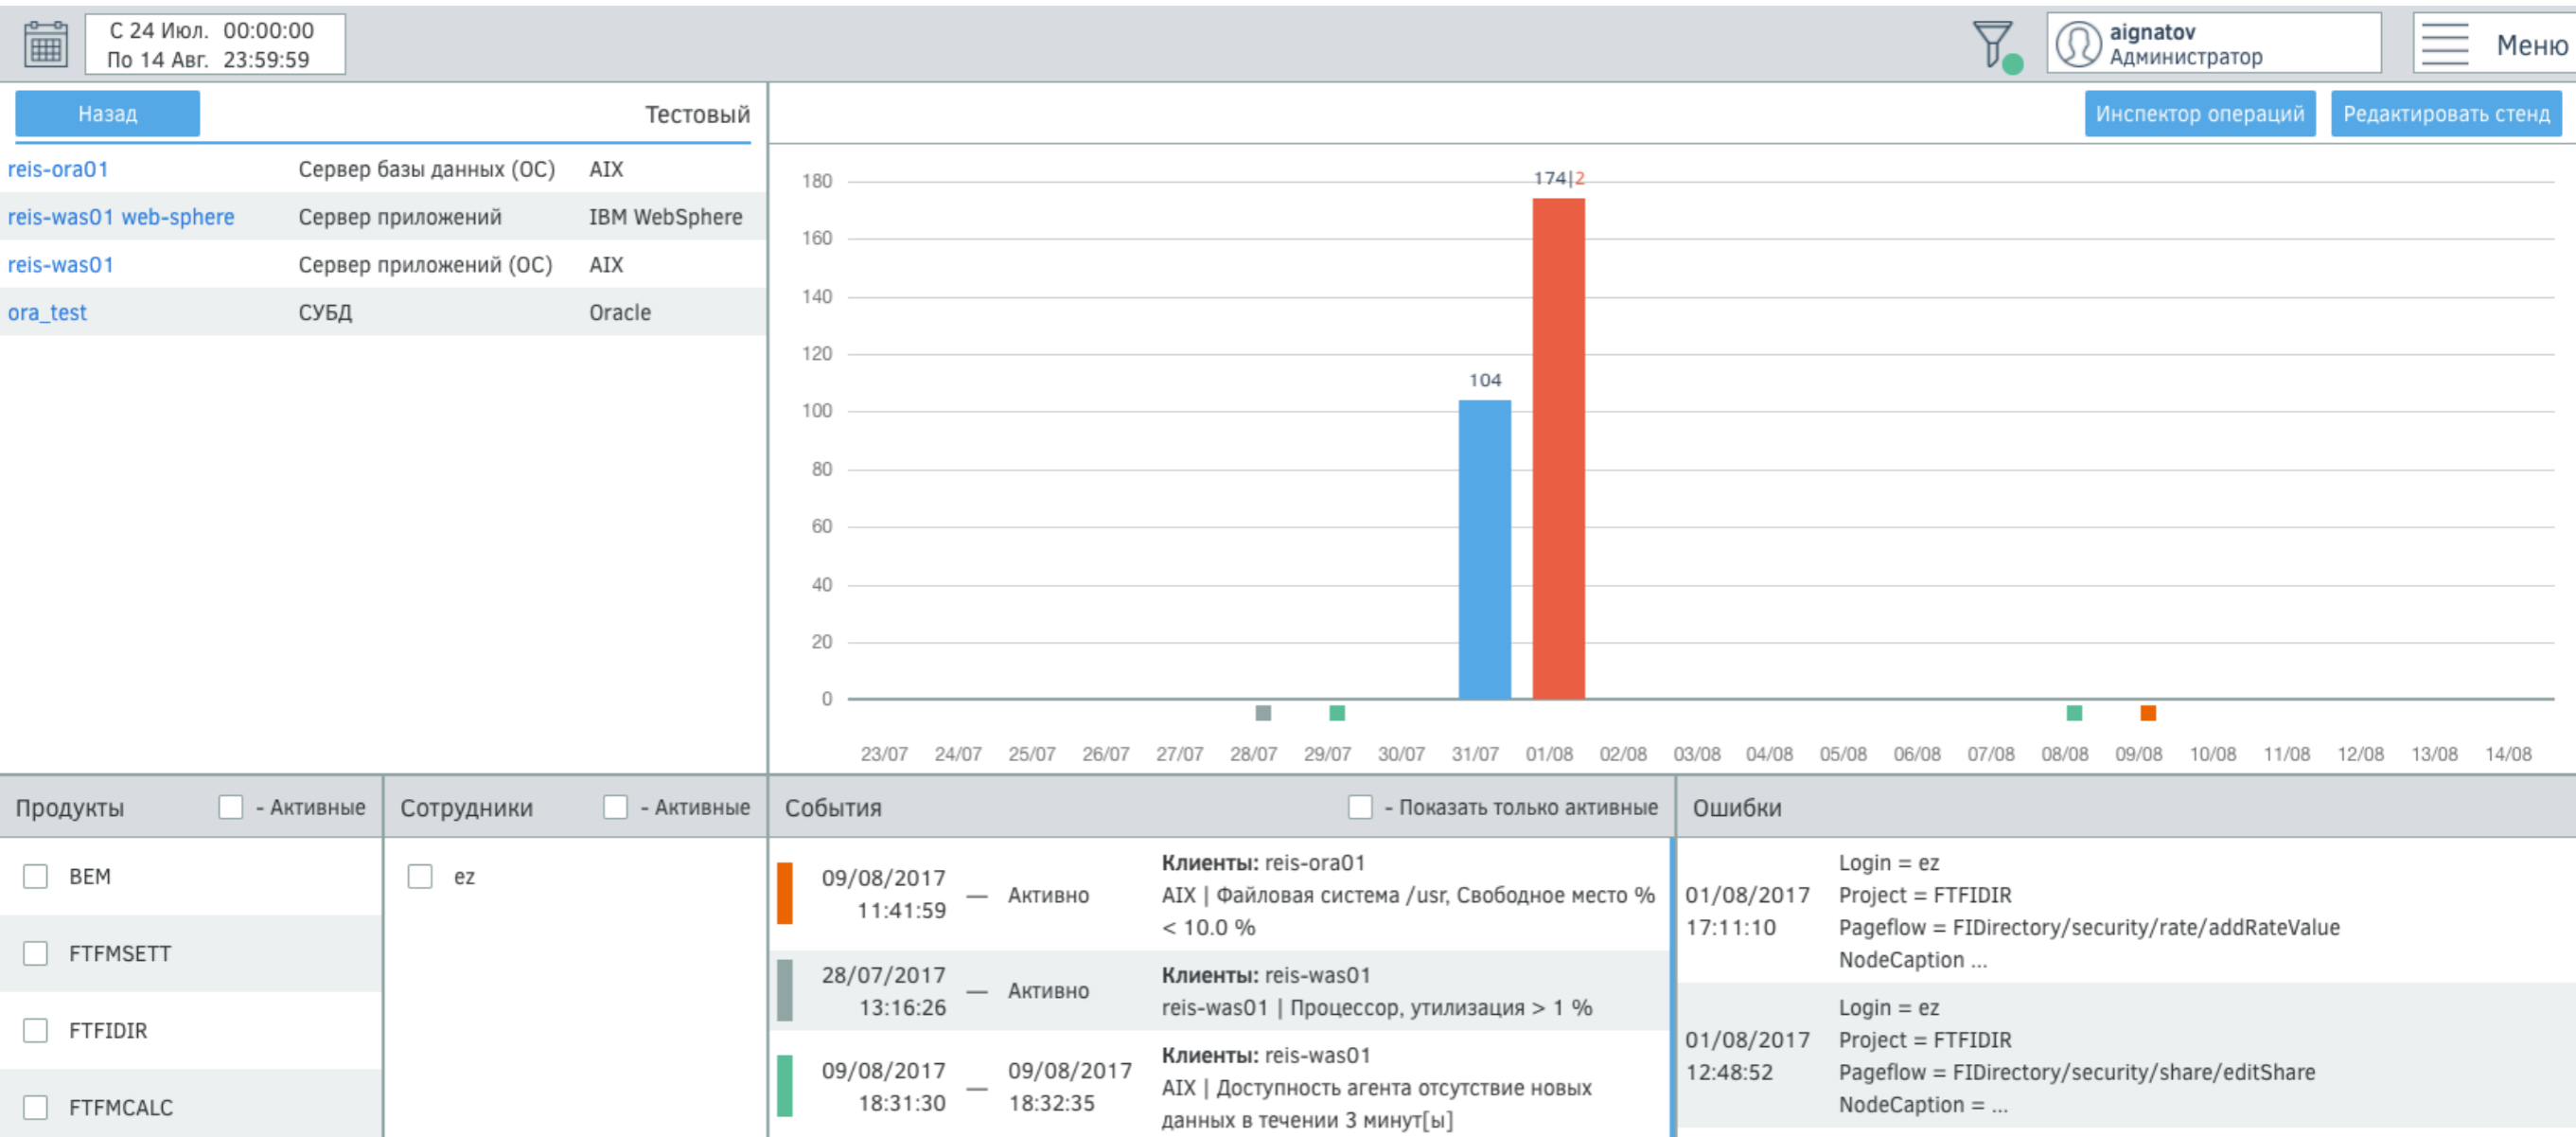 С 24 Июл. 00:00:00
По 14 Авг. 23:59:59
aignatov
Администратор
Меню
Назад
Тестовый
Инспектор операций
Редактировать стенд
reis-ora01 Сервер базы данных (ОС) AIX
reis-was01 web-sphere Сервер приложений IBM WebSphere
reis-was01 Сервер приложений (ОС) AIX
ora_test СУБД Oracle
180
160
140
120
100
80
60
40
20
0
174|2
104
23/07 24/07 25/07 26/07 27/07 28/07 29/07 30/07 31/07 01/08 02/08 03/08 04/08 05/08 06/08 07/08 08/08 09/08 10/08 11/08 12/08 13/08 14/08
Продукты - Активные
BEM
FTFMSETT
FTFIDIR
FTFMCALC
Сотрудники - Активные
ez
События - Показать только активные
09/08/2017
11:41:59
— Активно
Клиенты: reis-ora01
AIX | Файловая система /usr, Свободное место %
< 10.0 %
28/07/2017
13:16:26
— Активно
Клиенты: reis-was01
reis-was01 | Процессор, утилизация > 1 %
09/08/2017 — 09/08/2017
18:31:30 18:32:35
Клиенты: reis-was01
AIX | Доступность агента отсутствие новых
данных в течении 3 минут[ы]
Ошибки
01/08/2017
17:11:10
Login = ez
Project = FTFIDIR
Pageflow = FIDirectory/security/rate/addRateValue
NodeCaption ...
01/08/2017
12:48:52
Login = ez
Project = FTFIDIR
Pageflow = FIDirectory/security/share/editShare
NodeCaption = ...